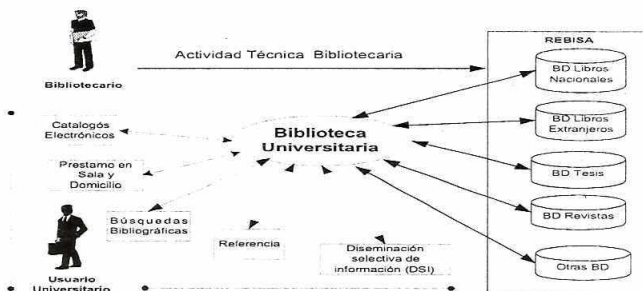 REBISA
Actividad Técnica Bibliotecaria
Bibliotecario
BD Libros
Nacionales
Catalogós
Electrónicos
Biblioteca
Universitaria
BD Libros
Extranjeros
Prestamo en
Sala y
Domicilio
BD Tesis
Búsquedas
Bibliográficas
Referencia
BD Revistas
Diseminación
selectiva de
información (DSI)
Otras BD
Usuario
Universitario